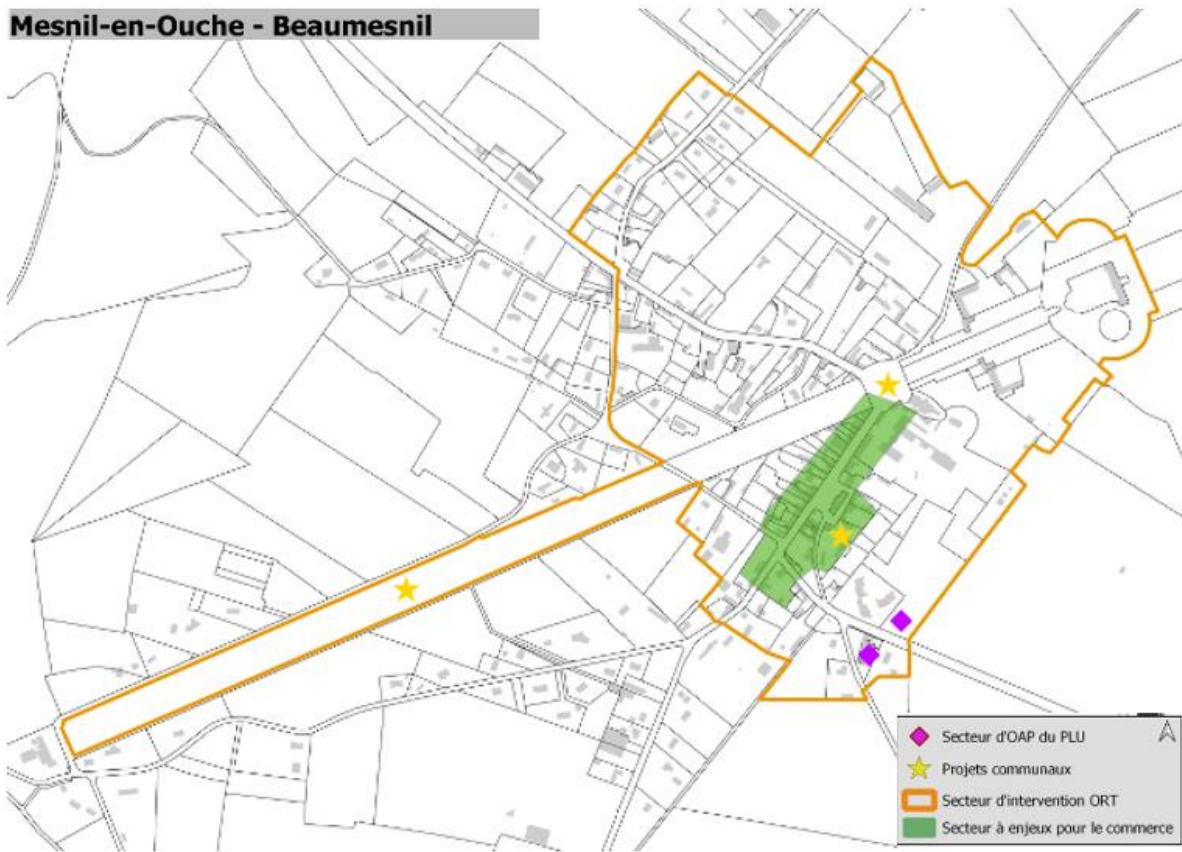 Mesnil-en-Ouche - Beaumesnil
Secteur d'OAP du PLU
Projets communaux
Secteur d'intervention ORT
Secteur à enjeux pour le commerce